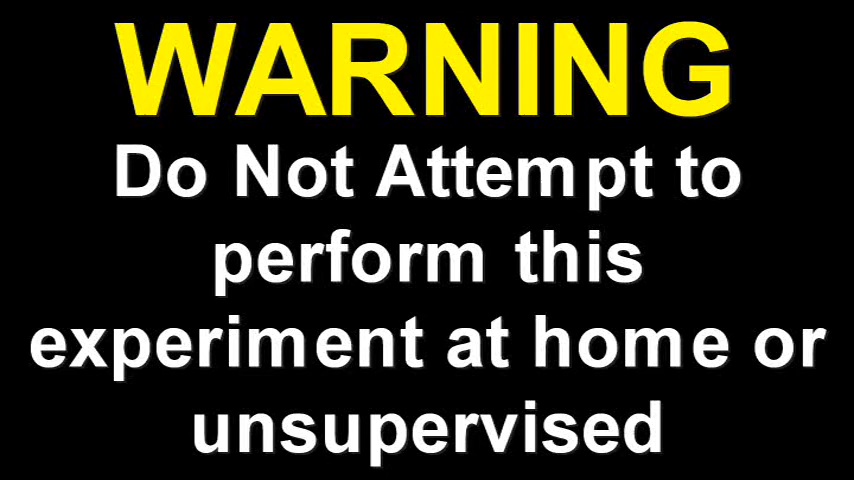 WARNING
Do Not Attempt to
perform this
experiment at home or
unsupervised